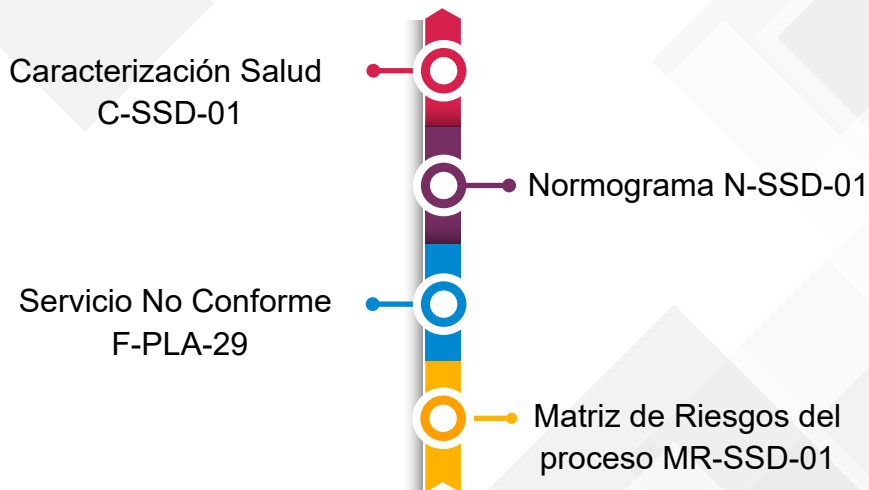 Caracterización Salud
C-SSD-01
Normograma N-SSD-01
Servicio No Conforme
F-PLA-29
Matriz de Riesgos del
proceso MR-SSD-01